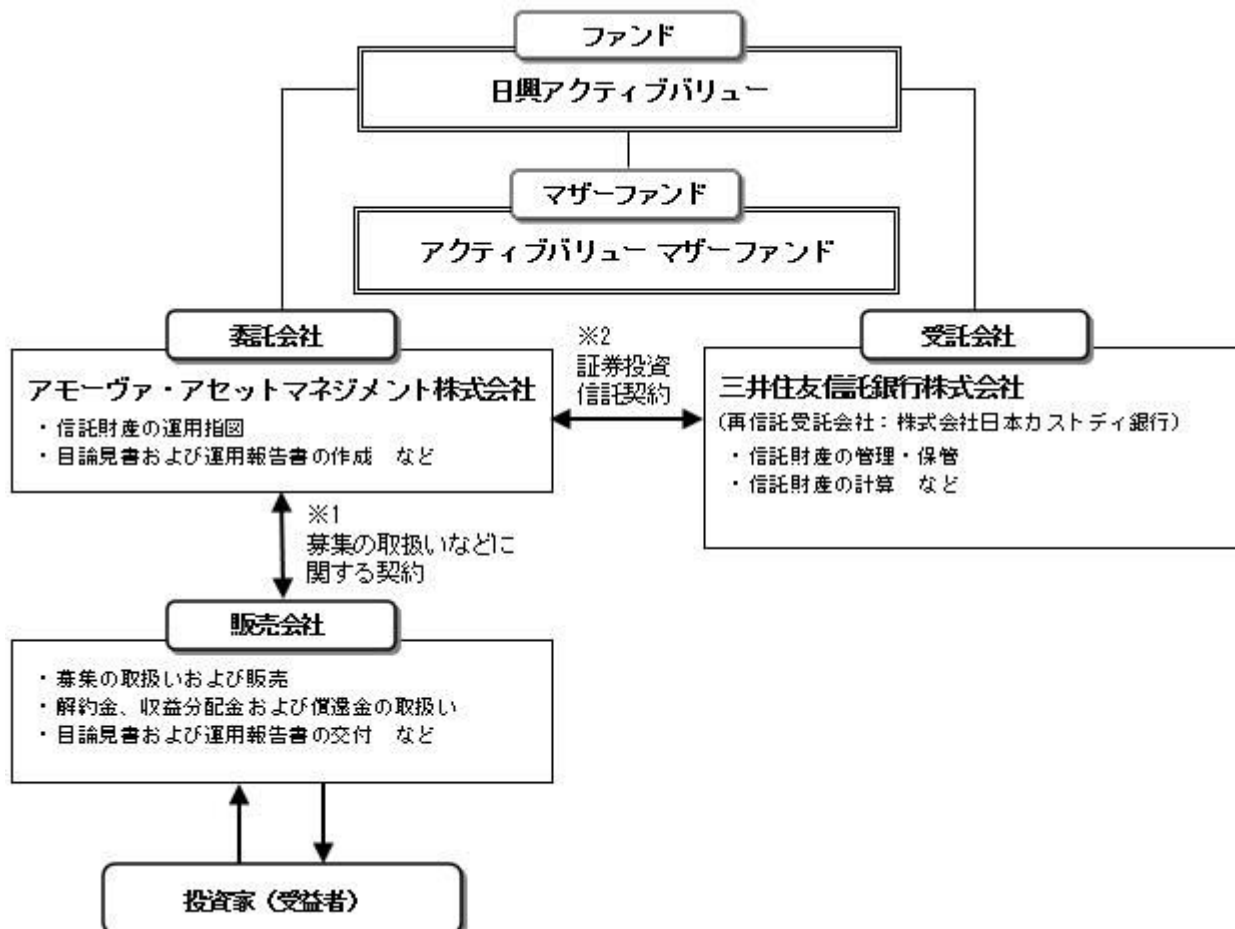 ファンド
日興アクティブバリュー
マザーファンド
アクティブバリュー マザーファンド
委託会社
アモーヴァ・アセットマネジメント株式会社
・信託財産の運用指図
・目論見書および運用報告書の作成 など
※2
証券投資
信託契約
受託会社
三井住友信託銀行株式会社
(再信託受託会社：株式会社日本カストディ銀行)
・信託財産の管理・保管
・信託財産の計算 など
※1
募集の取扱いなどに
関する契約
販売会社
・募集の取扱いおよび販売
・解約金、収益分配金および償還金の取扱い
・目論見書および運用報告書の交付 など
投資家（受益者）